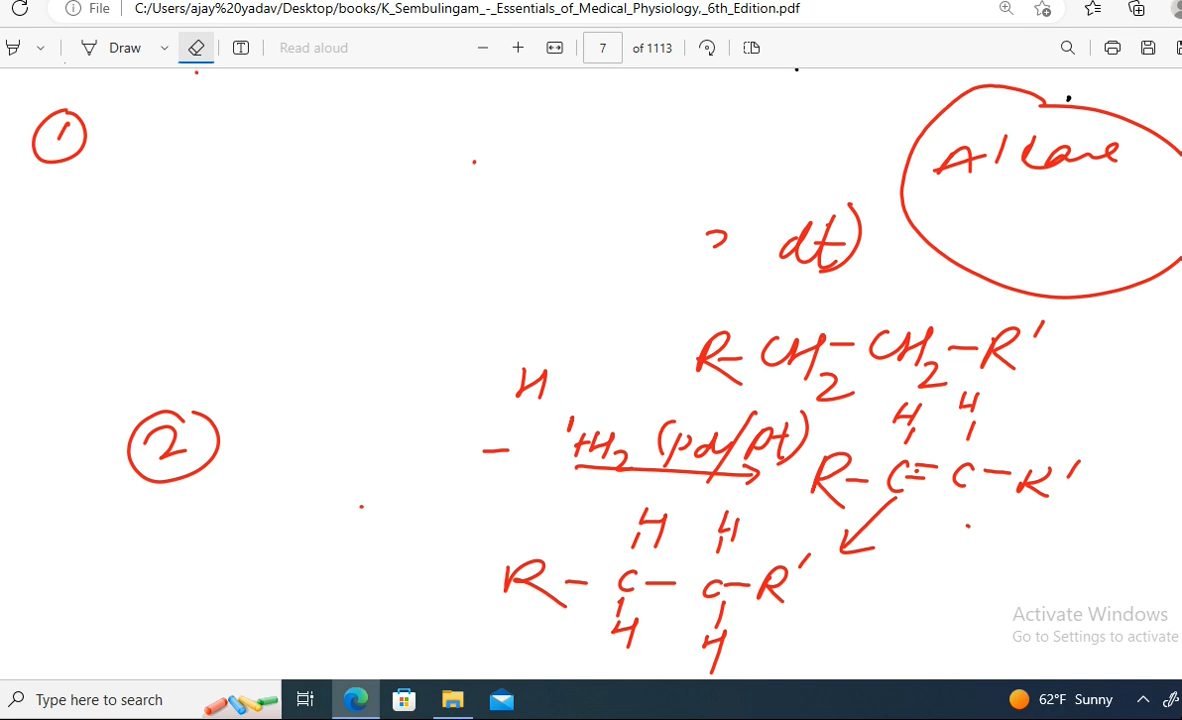 File C:/Users/ajay%20yadav/Desktop/books/K_Sembulingam_-_Essentials_of_Medical_Physiology,_6th_Edition.pdf
Draw Read aloud 7 of 1113
1
Alkane
dt)
R-CH2-CH2-R'
H
H H
2 - +H2 (pd/pt) R-C=C-R'
H H
R-C-C-R'
H H
Activate Windows
Go to Settings to activate
Type here to search 62°F Sunny